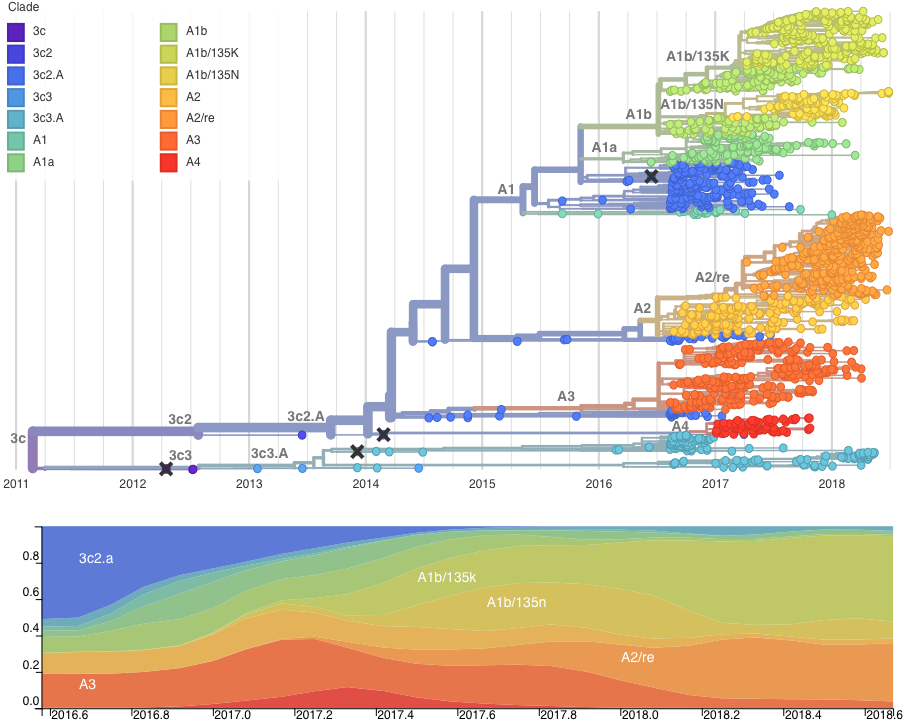 Clade
3c
3c2
3c2.A
3c3
3c3.A
A1
A1a
A1b
A1b/135K
A1b/135N
A2
A2/re
A3
A4
A1b/135K
A1b/135N
A1b
A1a
A1
A2/re
A2
A3
A4
3c2.A
3c2
3c
3c3
3c3.A
2011 2012 2013 2014 2015 2016 2017 2018
0.8
0.6
0.4
0.2
0.0
3c2.a
A1b/135k
A1b/135n
A2/re
A3
2016.6 2016.8 2017.0 2017.2 2017.4 2017.6 2017.8 2018.0 2018.2 2018.4 2018.6